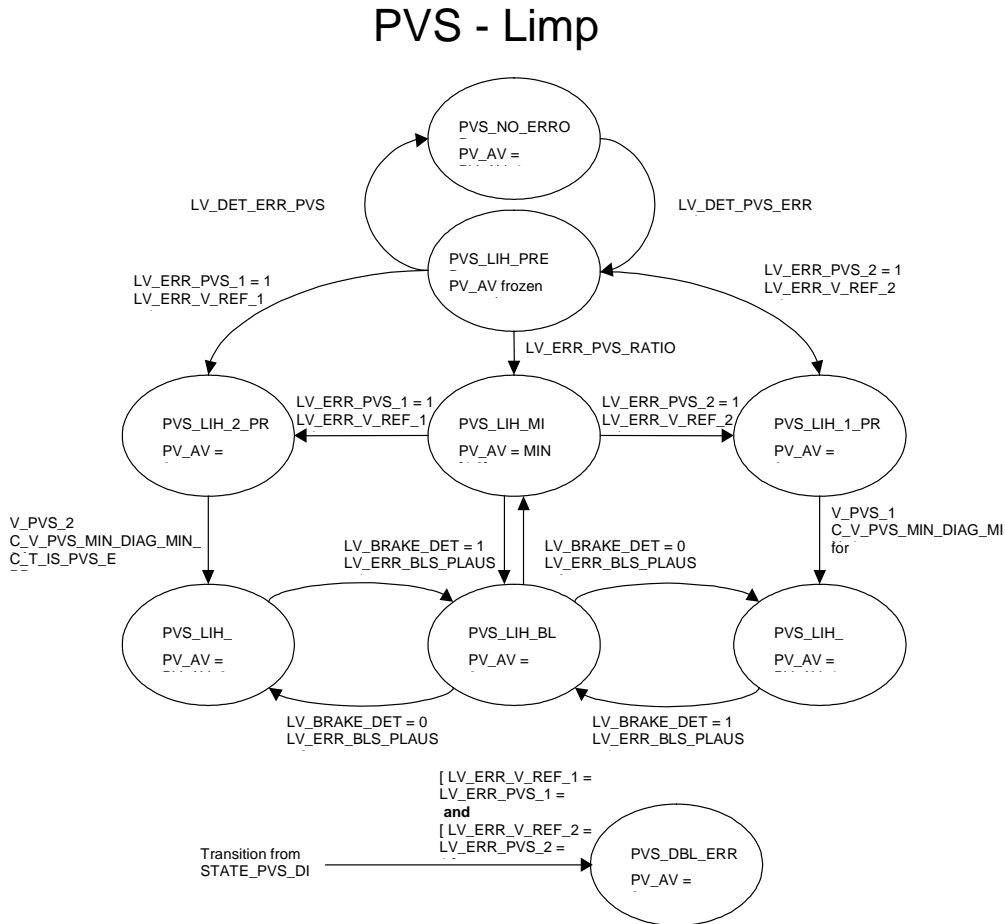 PVS - Limp
PVS_NO_ERRO
PV_AV =
LV_DET_ERR_PVS
LV_DET_PVS_ERR
PVS_LIH_PRE
PV_AV frozen
LV_ERR_PVS_1 = 1
LV_ERR_V_REF_1
LV_ERR_PVS_2 = 1
LV_ERR_V_REF_2
LV_ERR_PVS_RATIO
PVS_LIH_2_PR
PV_AV =
LV_ERR_PVS_1 = 1
LV_ERR_V_REF_1
PVS_LIH_MI
PV_AV = MIN
LV_ERR_PVS_2 = 1
LV_ERR_V_REF_2
PVS_LIH_1_PR
PV_AV =
V_PVS_2
C_V_PVS_MIN_DIAG_MIN_
C_T_IS_PVS_E
LV_BRAKE_DET = 1
LV_ERR_BLS_PLAUS
LV_BRAKE_DET = 0
LV_ERR_BLS_PLAUS
V_PVS_1
C_V_PVS_MIN_DIAG_MI
för
PVS_LIH_
PV_AV =
PVS_LIH_BL
PV_AV =
PVS_LIH_
PV_AV =
LV_BRAKE_DET = 0
LV_ERR_BLS_PLAUS
LV_BRAKE_DET = 1
LV_ERR_BLS_PLAUS
[ LV_ERR_V_REF_1 =
LV_ERR_PVS_1 =
and
[ LV_ERR_V_REF_2 =
LV_ERR_PVS_2 =
Transition from
STATE_PVS_DI
PVS_DBL_ERR
PV_AV =